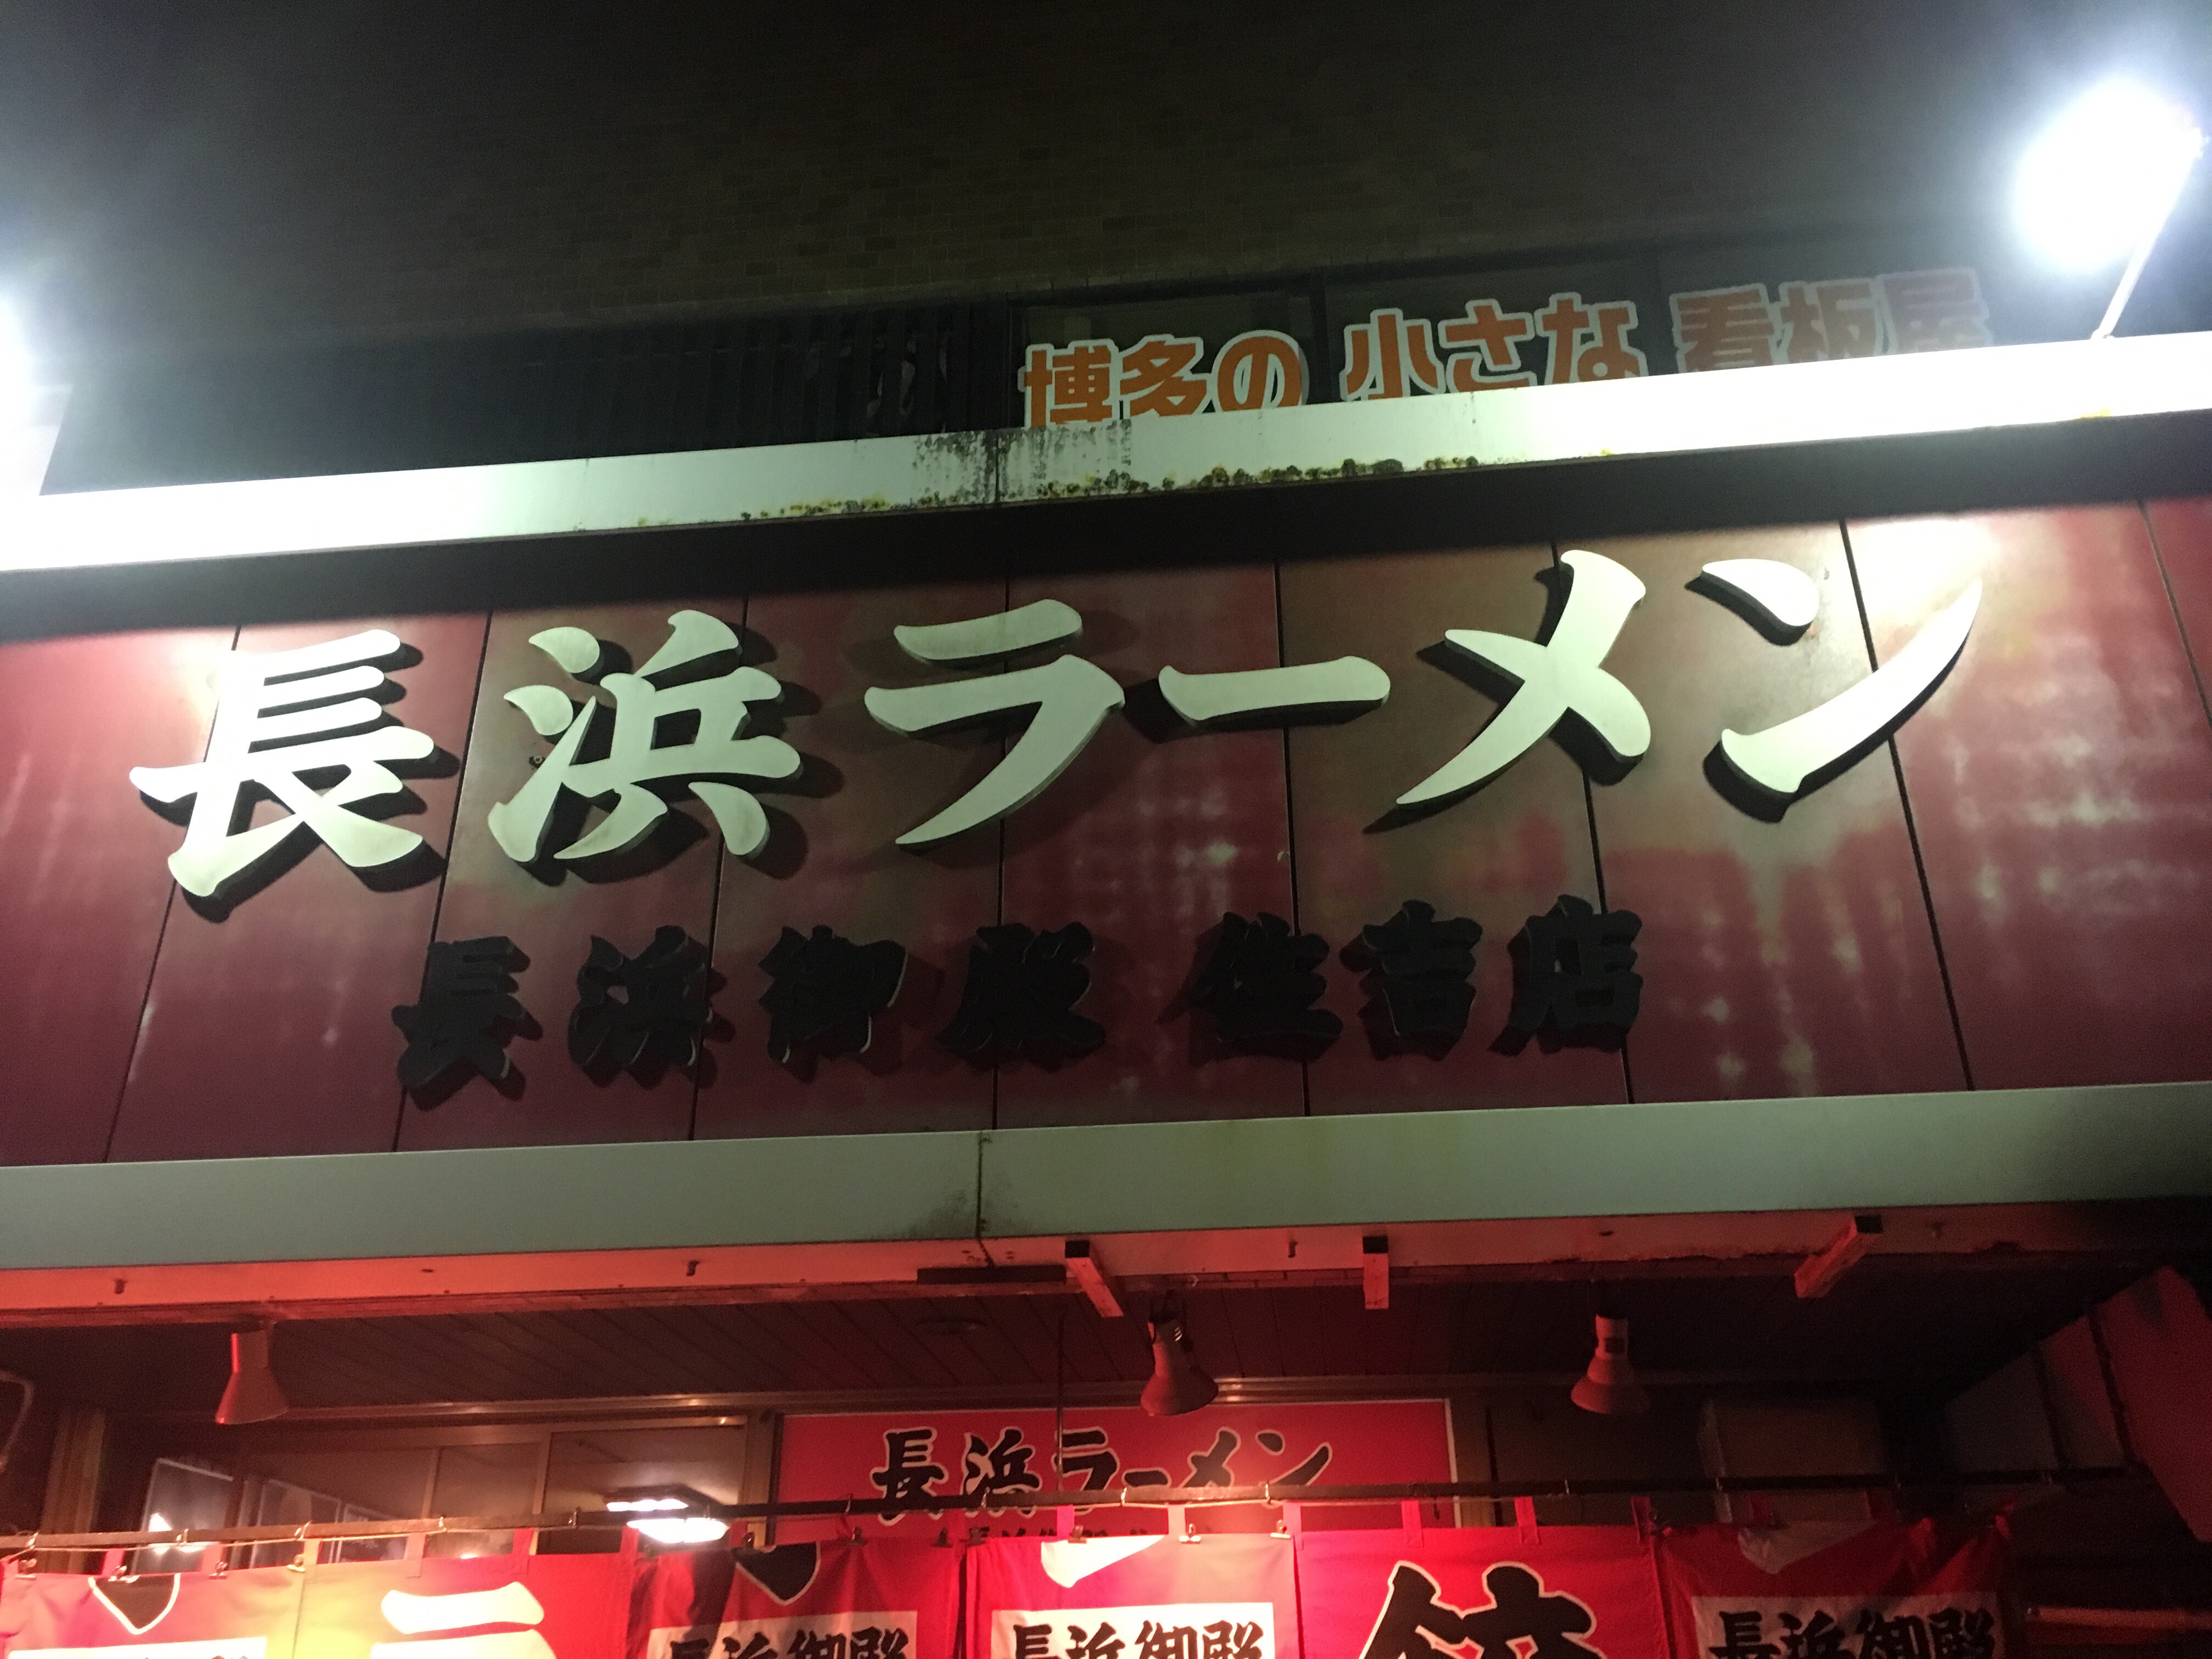 博多の 小さな 看板屋
長浜ラーメン
長浜御殿 住吉店
長浜ラーメン
ラ
長浜御殿
長浜御殿
長浜御殿